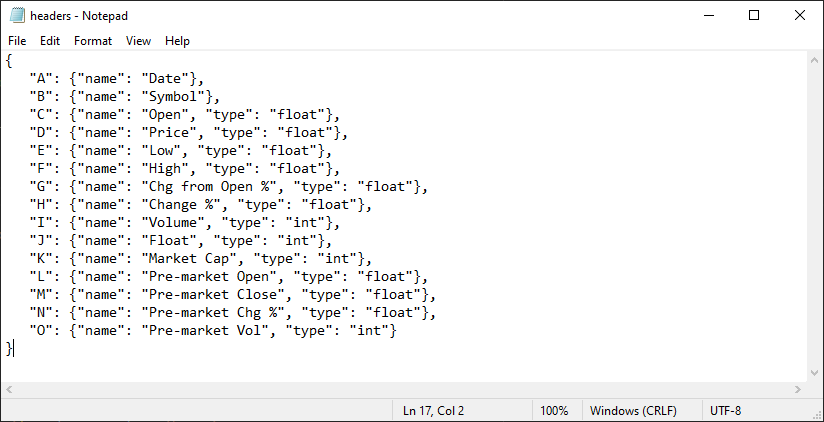 headers - Notepad
File Edit Format View Help
{
   "A": {"name": "Date"},
   "B": {"name": "Symbol"},
   "C": {"name": "Open", "type": "float"},
   "D": {"name": "Price", "type": "float"},
   "E": {"name": "Low", "type": "float"},
   "F": {"name": "High", "type": "float"},
   "G": {"name": "Chg from Open %", "type": "float"},
   "H": {"name": "Change %", "type": "float"},
   "I": {"name": "Volume", "type": "int"},
   "J": {"name": "Float", "type": "int"},
   "K": {"name": "Market Cap", "type": "int"},
   "L": {"name": "Pre-market Open", "type": "float"},
   "M": {"name": "Pre-market Close", "type": "float"},
   "N": {"name": "Pre-market Chg %", "type": "float"},
   "O": {"name": "Pre-market Vol", "type": "int"}
}
Ln 17, Col 2 100% Windows (CRLF) UTF-8